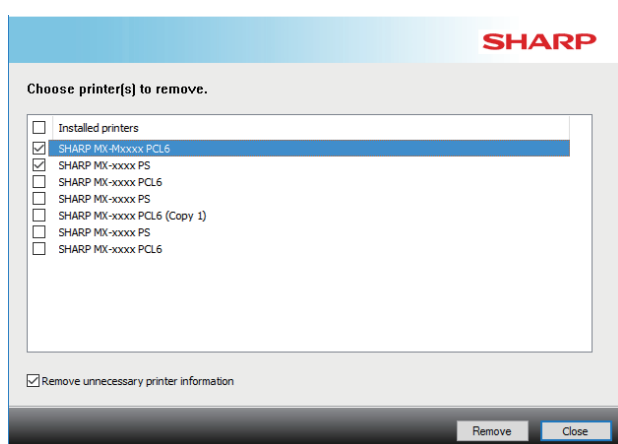 SHARP
Choose printer(s) to remove.
Installed printers
SHARP MX-Mxxxx PCL6
SHARP MX-xxxx PS
SHARP MX-xxxx PCL6
SHARP MX-xxxx PS
SHARP MX-xxxx PCL6 (Copy 1)
SHARP MX-xxxx PS
SHARP MX-xxxx PCL6
Remove unnecessary printer information
Remove Close